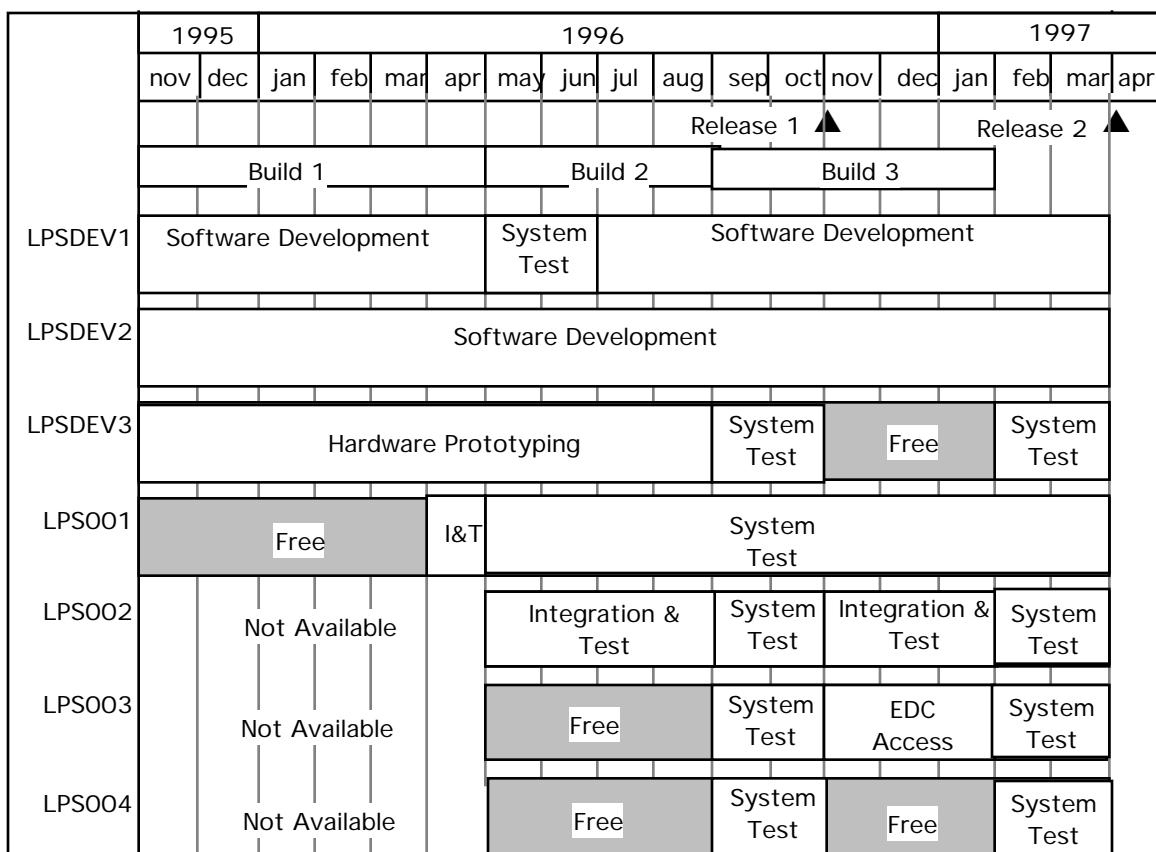 1995 1996 1997
nov dec jan feb mar apr may jun jul aug sep oct nov dec jan feb mar apr
Release 1 Release 2
Build 1 Build 2 Build 3
LPSDEV1 Software Development System Test Software Development
LPSDEV2 Software Development
LPSDEV3 Hardware Prototyping System Test Free System Test
LPS001 Free I&T System Test
LPS002 Not Available Integration & Test System Test Integration & Test System Test
LPS003 Not Available Free System Test EDC Access System Test
LPS004 Not Available Free System Test Free System Test